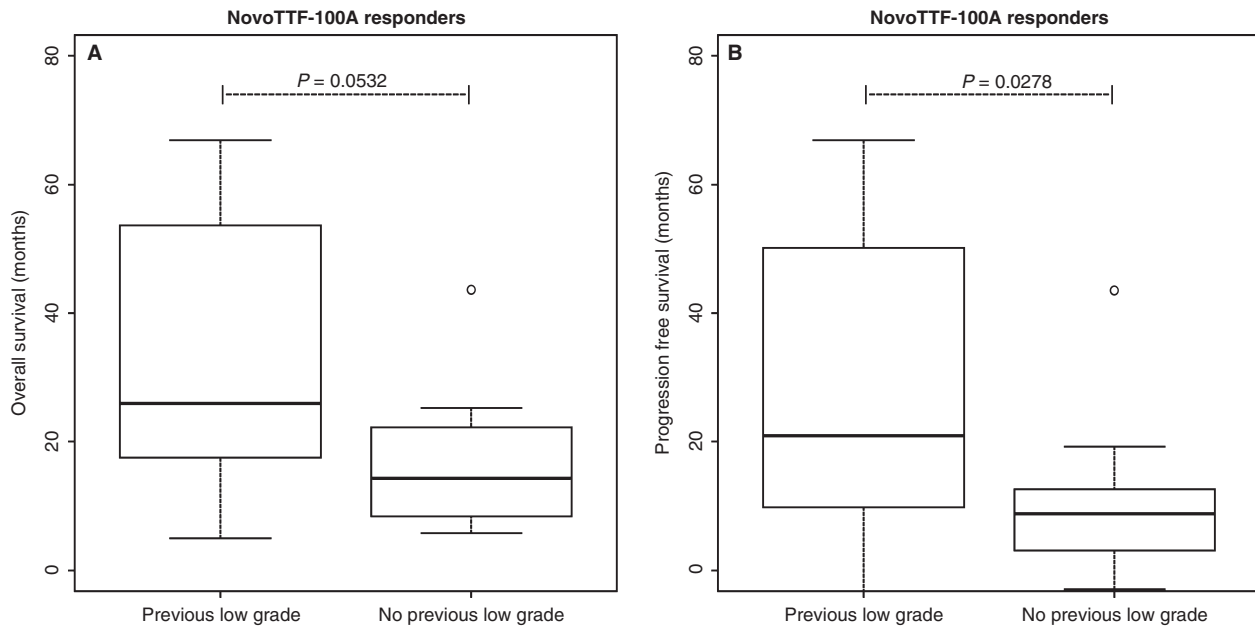 NovoTTF-100A responders
A
P = 0.0532
80
60
40
20
0
Overall survival (months)
Previous low grade
No previous low grade
NovoTTF-100A responders
B
P = 0.0278
80
60
40
20
0
Progression free survival (months)
Previous low grade
No previous low grade